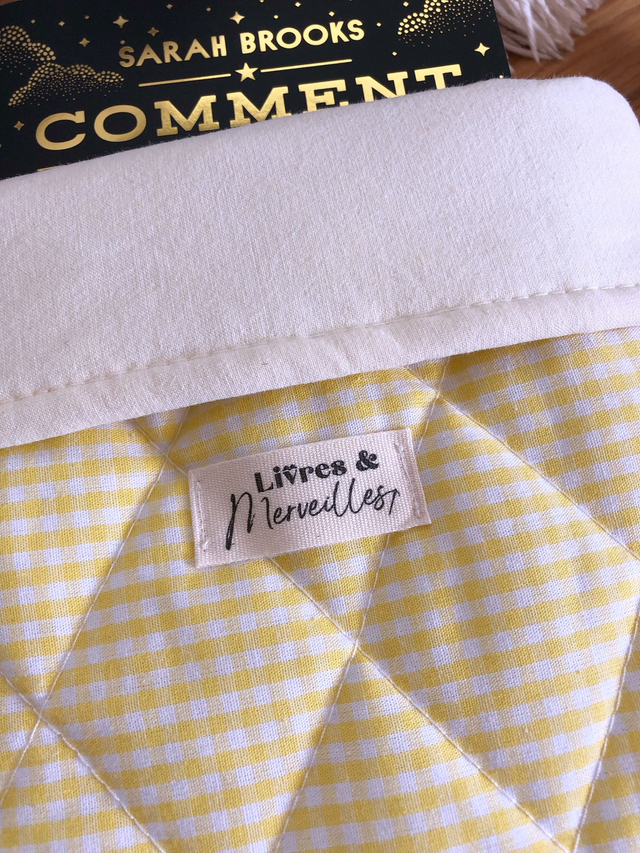 SARAH BROOKS
COMMENT
Livres &
Merveilles